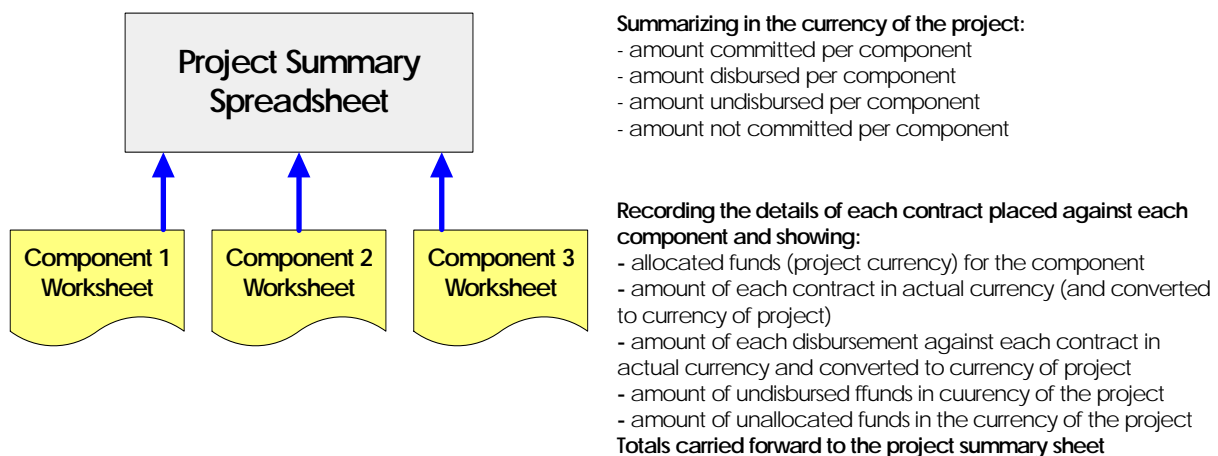 Project Summary
Spreadsheet
Summarizing in the currency of the project:
- amount committed per component
- amount disbursed per component
- amount undisbursed per component
- amount not committed per component
Component 1
Worksheet
Component 2
Worksheet
Component 3
Worksheet
Recording the details of each contract placed against each
component and showing:
- allocated funds (project currency) for the component
- amount of each contract in actual currency (and converted
to currency of project)
- amount of each disbursement against each contract in
actual currency and converted to currency of project
- amount of undisbursed ffunds in cuurency of the project
- amount of unallocated funds in the currency of the project
Totals carried forward to the project summary sheet